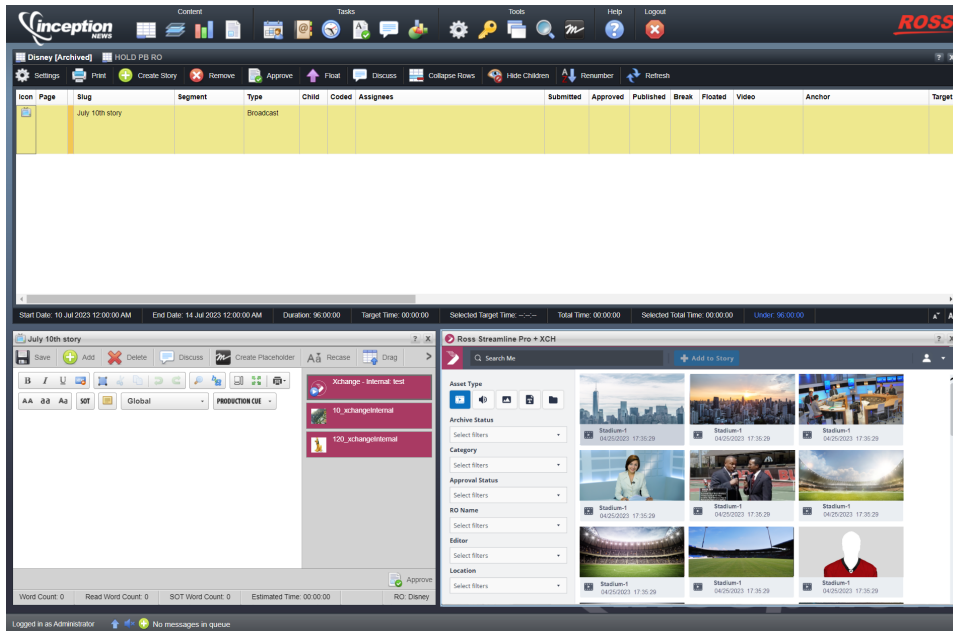 Content
Tasks
Tools
Help
Logout
inception
NEWS
ROSS
Disney [Archived]
HOLD PB RO
? X
Settings
Print
Create Story
Remove
Approve
Float
Discuss
Collapse Rows
Hide Children
Renumber
Refresh
Icon Page Slug Segment Type Child Coded Assignees Submitted Approved Published Break Floated Video Anchor Target
July 10th story Broadcast
Start Date: 10 Jul 2023 12:00:00 AM End Date: 14 Jul 2023 12:00:00 AM Duration: 96:00:00 Target Time: 00:00:00 Selected Target Time: --:--:-- Total Time: 00:00:00 Selected Total Time: 00:00:00 Under: 96:00:00
July 10th story
? X
Save Add Delete Discuss Create Placeholder Recase Drag >
B I U
AA aa Aa SOT Global PRODUCTION CUE
Xchange - Internal: test
10_xchangeInternal
120_xchangeInternal
Approve
Word Count: 0 Read Word Count: 0 SOT Word Count: 0 Estimated Time: 00:00:00 RO: Disney
Ross Streamline Pro + XCH
? X
Search Me
+ Add to Story
Asset Type
Archive Status
Select filters
Category
Select filters
Approval Status
Select filters
RO Name
Select filters
Editor
Select filters
Location
Select filters
Stadium-1
04/25/2023 17:35:29
Stadium-1
04/25/2023 17:35:29
Stadium-1
04/25/2023 17:35:29
Stadium-1
04/25/2023 17:35:29
Stadium-1
04/25/2023 17:35:29
Stadium-1
04/25/2023 17:35:29
Stadium-1
04/25/2023 17:35:29
Stadium-1
04/25/2023 17:35:29
Stadium-1
04/25/2023 17:35:29
Logged in as Administrator No messages in queue